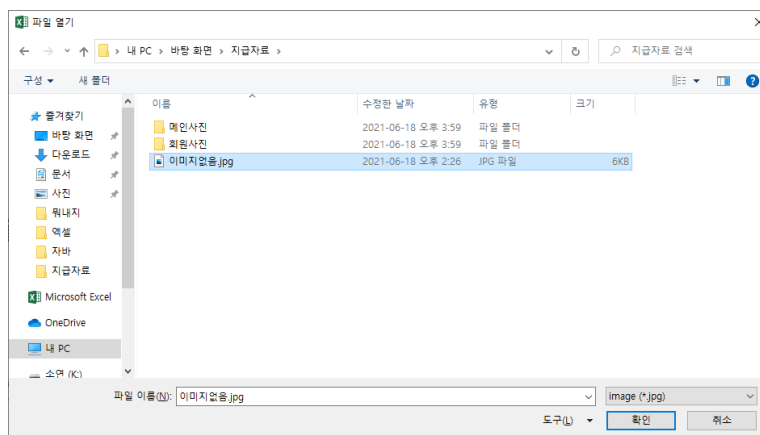 파일 열기
내 PC > 바탕 화면 > 지급자료 >
지급자료 검색
구성
새 폴더
이름
수정한 날짜
유형
크기
즐겨찾기
바탕 화면
다운로드
문서
사진
뭐내지
엑셀
자바
지급자료
Microsoft Excel
OneDrive
내 PC
소연 (K:)
메인사진 2021-06-18 오후 3:59 파일 폴더
회원사진 2021-06-18 오후 3:59 파일 폴더
이미지없음.jpg 2021-06-18 오후 2:26 JPG 파일 6KB
파일 이름(N): 이미지없음.jpg
image (*.jpg)
도구(L)
확인
취소